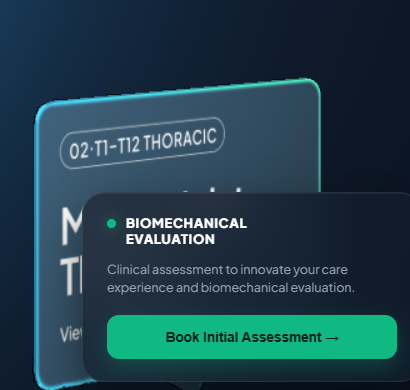 02·T1–T12 THORACIC
BIOMECHANICAL
EVALUATION
Clinical assessment to innovate your care
experience and biomechanical evaluation.
Book Initial Assessment →